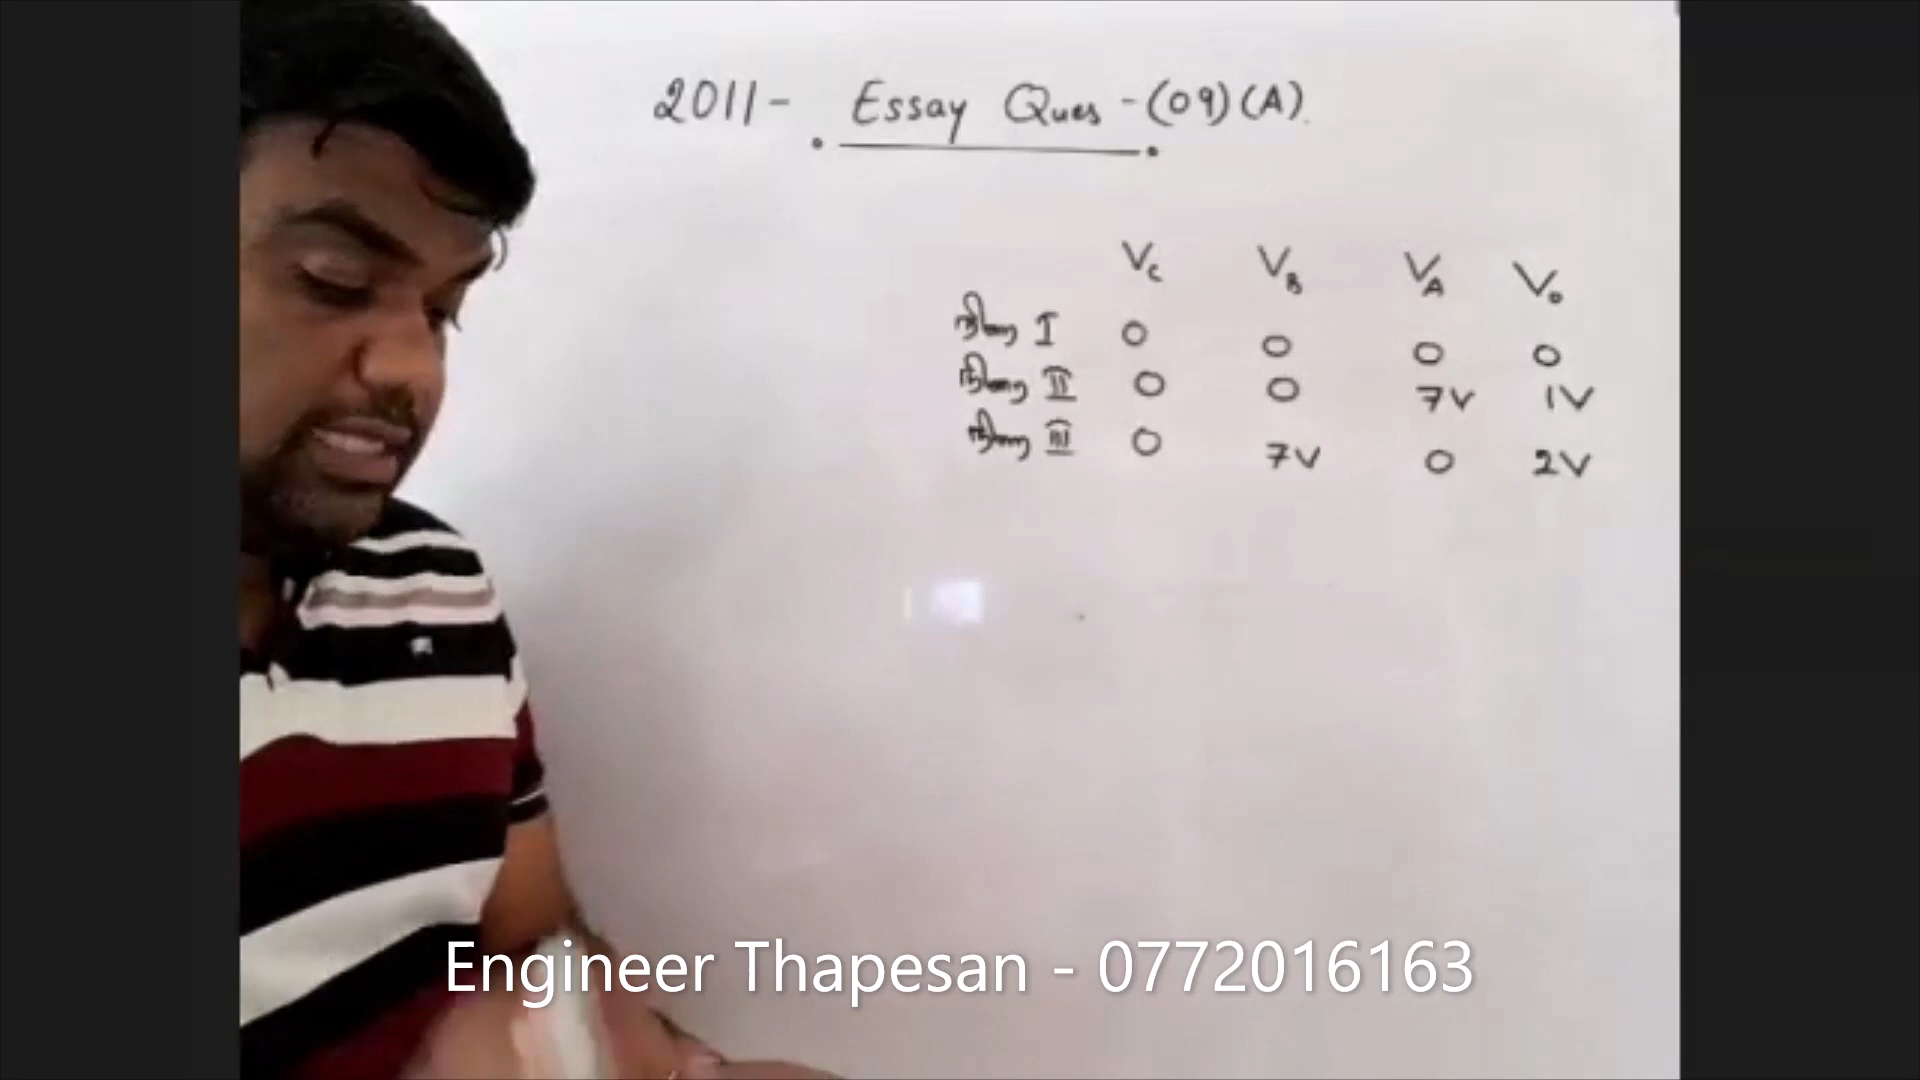 2011 - Essay Ques - (09) (A).
V_C V_B V_A V_0
நிலை I 0 0 0 0
நிலை II 0 0 7V 1V
நிலை III 0 7V 0 2V
Engineer Thapesan - 0772016163